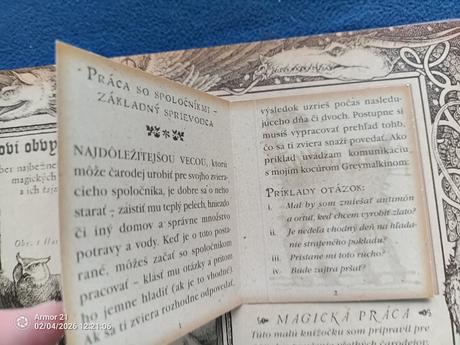 · PRÁCA SO SPOLOČNÍKMI –
ZÁKLADNÝ SPRIEVODCA
NAJDÔLEŽITEJŠOU VECOU, ktorú
môže čarodej urobiť pre svojho zviera-
cieho spoločníka, je dobre sa o neho
starať – zaistiť mu teplý pelech, hniezdo
či iný domov a správne množstvo
potravy a vody. Keď je o toto posta-
rané, môžeš začať so spoločníkom
pracovať – klásť mu otázky a pritom
ho jemne hladiť (ak je to vhodné).
Ak sa ti zviera rozhodne odpovedať,
1
výsledok uzrieš počas nasledu-
júceho dňa či dvoch. Postupne si
musíš vypracovať prehľad toho,
čo sa ti zviera snaží povedať. Ako
príklad uvádzam komunikáciu
s mojím kocúrom Greymalkinom:
PRÍKLADY OTÁZOK:
i. Mal by som zmiešať antimón
a ortuť, keď chcem vyrobiť zlato?
ii. Je nedeľa vhodný deň na hľada-
nie strateného pokladu?
iii. Pristane mi toto rúcho?
iv. Bude zajtra pršať?
2
MAGICKÁ PRÁCA
Túto malú knižočku som pripravil pre
Armor 21
02/04/2026 12:21:06